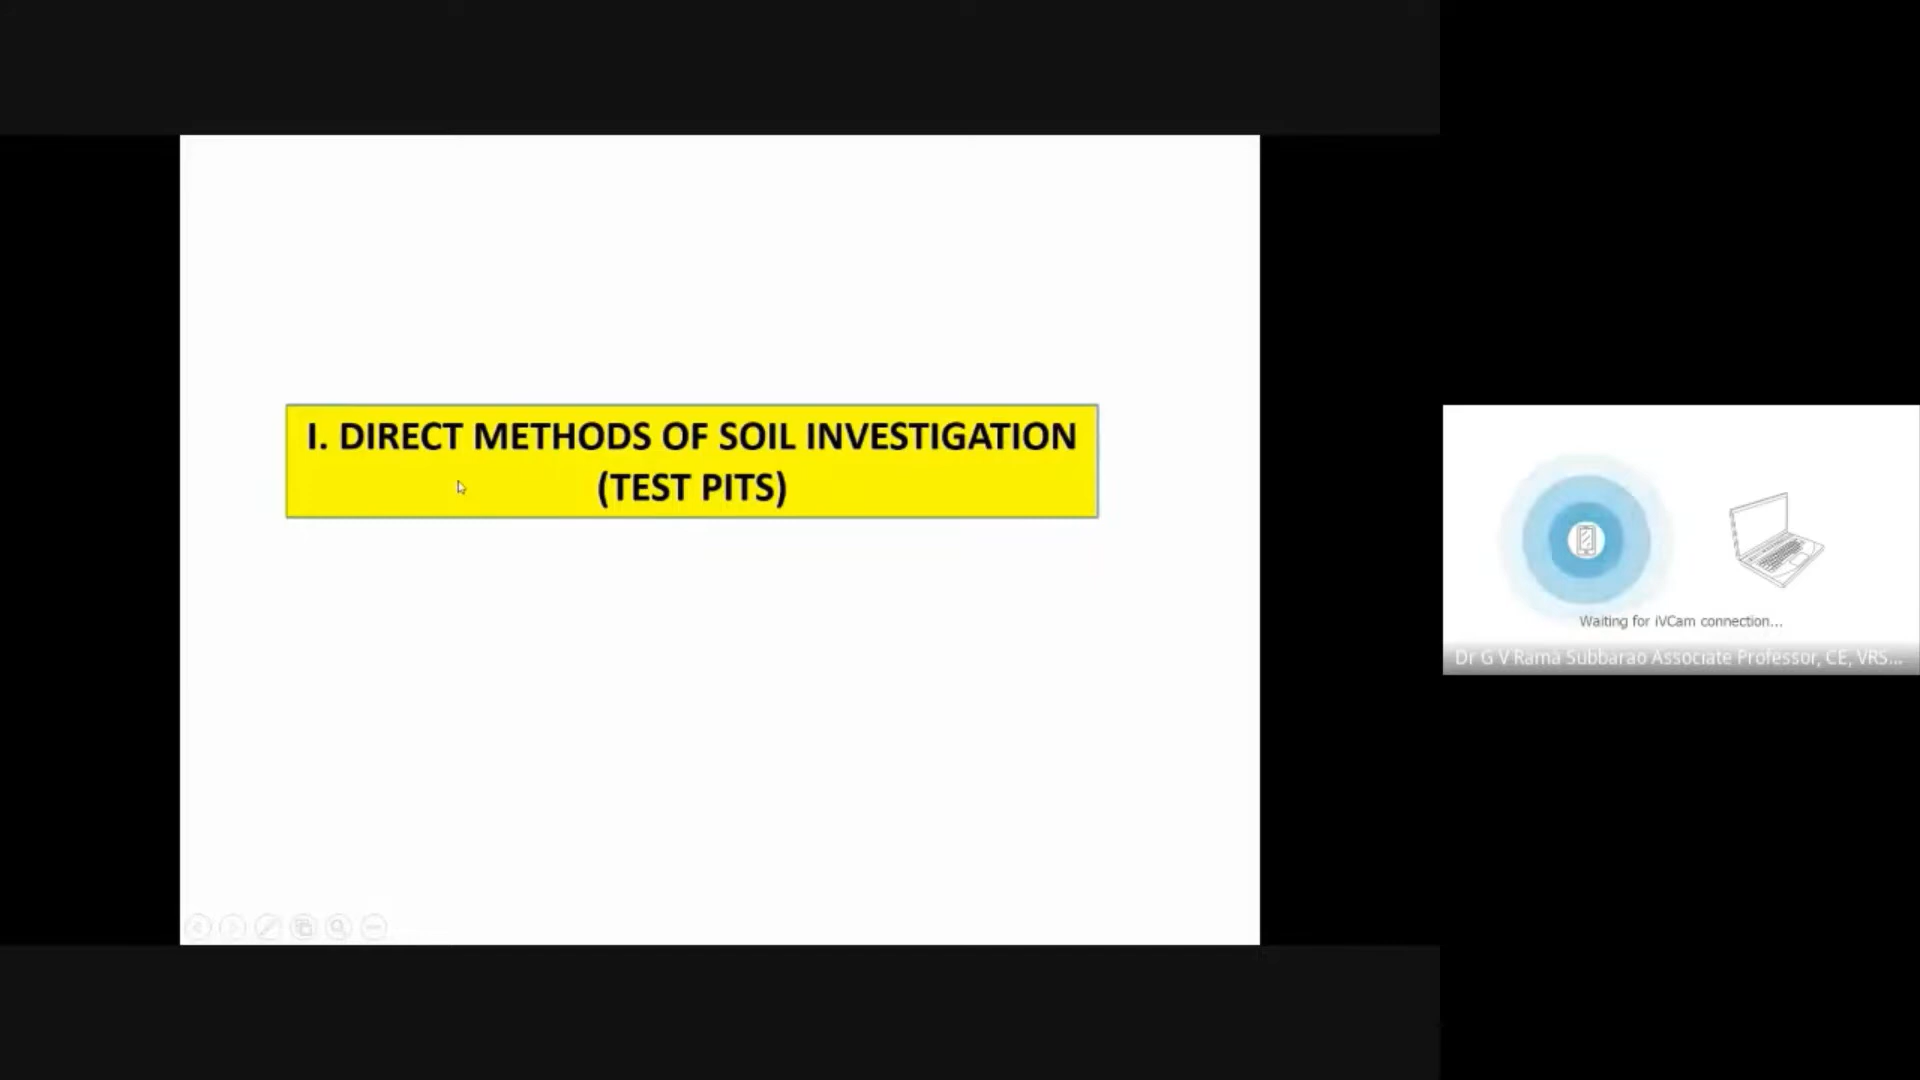 I. DIRECT METHODS OF SOIL INVESTIGATION
(TEST PITS)
Waiting for iVCam connection...
Dr G V Rama Subbarao Associate Professor, CE, VRS...